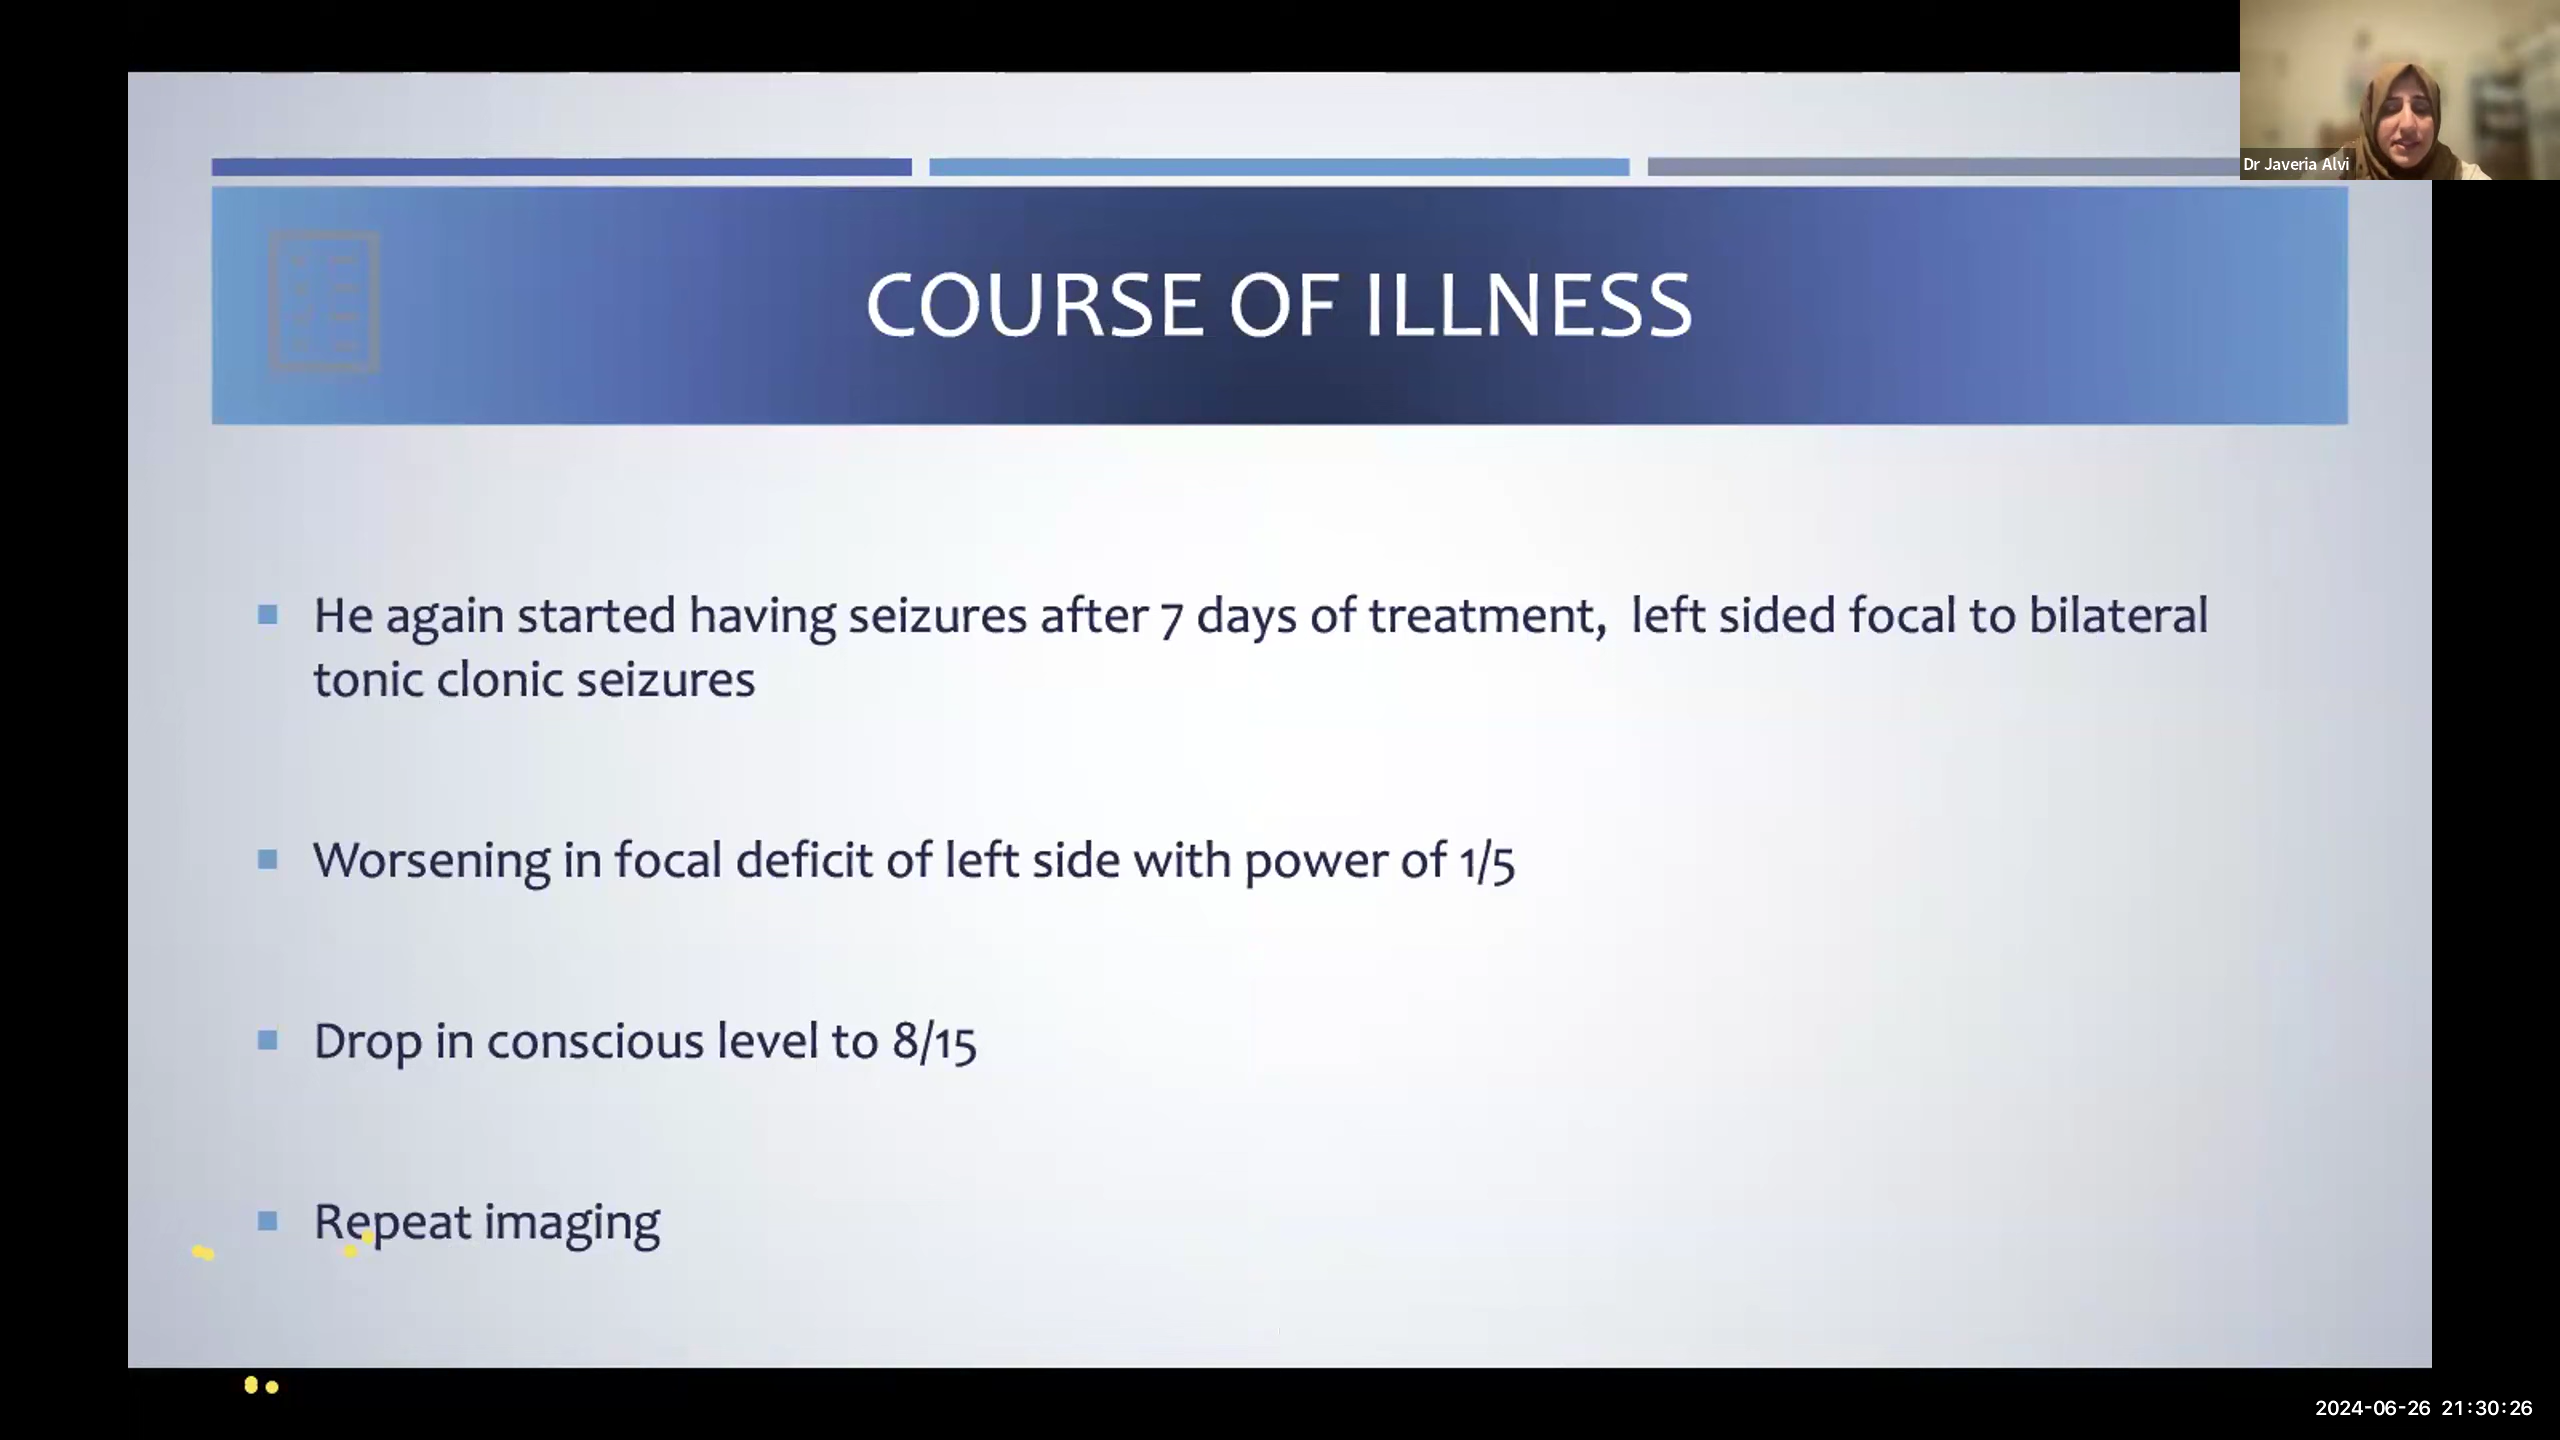 Dr Javeria Alvi
COURSE OF ILLNESS
He again started having seizures after 7 days of treatment, left sided focal to bilateral
tonic clonic seizures
Worsening in focal deficit of left side with power of 1/5
Drop in conscious level to 8/15
Repeat imaging
2024-06-26 21:30:26